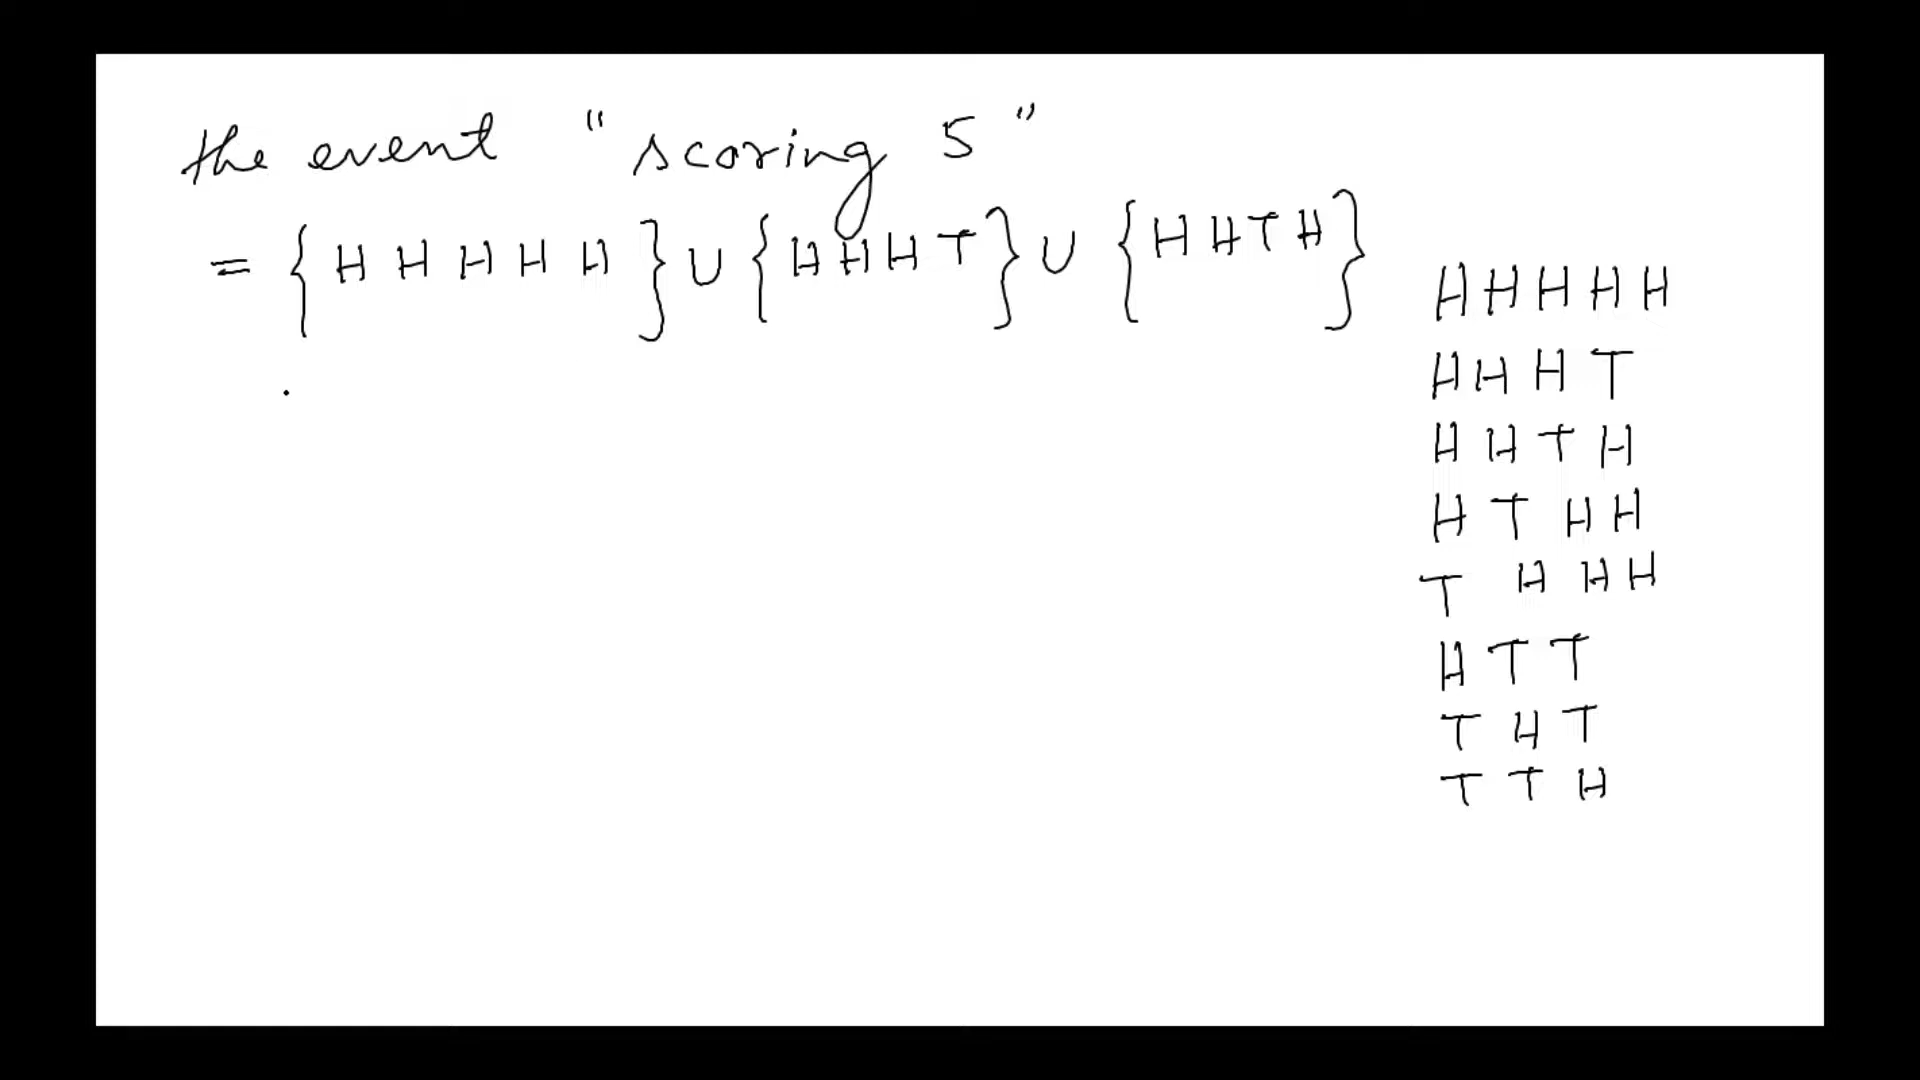 the event "scoring 5"
= { H H H H H } ∪ { H H H T } ∪ { H H T H }
H H H H H
H H H T
H H T H
H T H H
T H H H
H T T
T H T
T T H